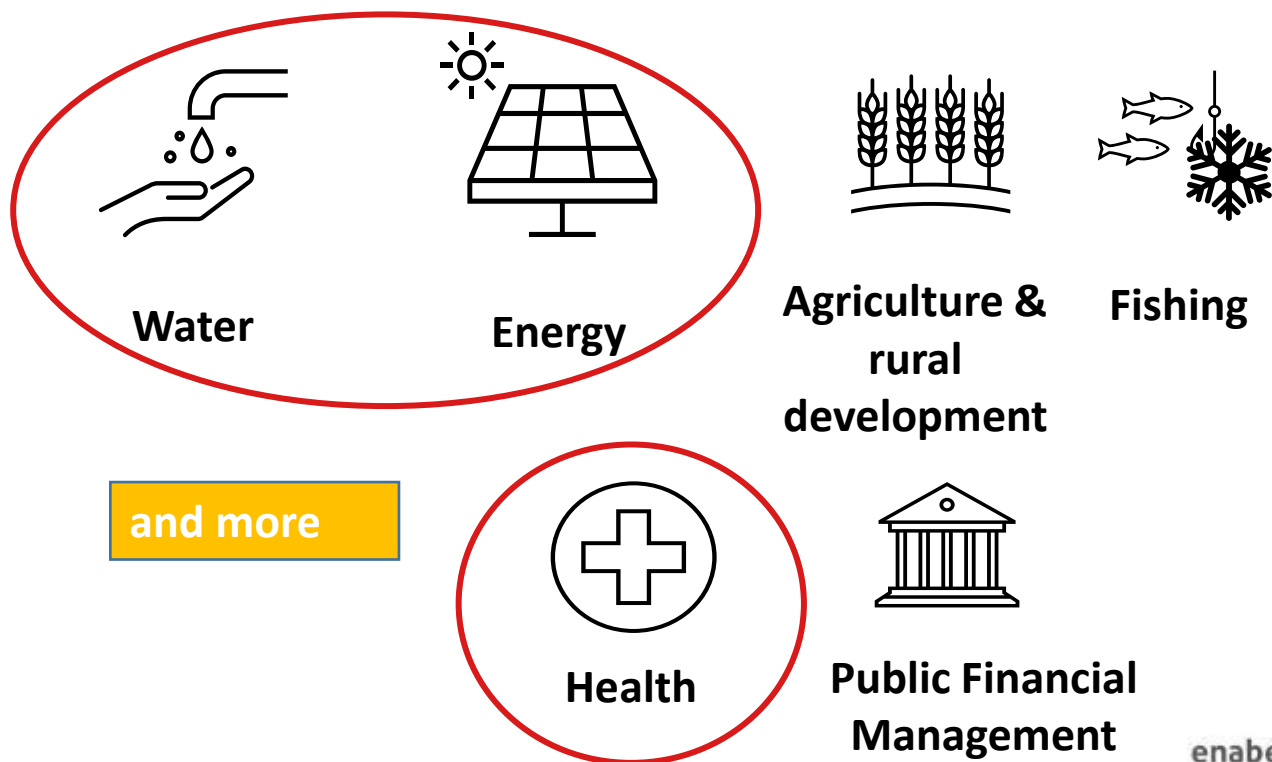 Water
Energy
Agriculture &
rural
development
Fishing
and more
Health
Public Financial
Management